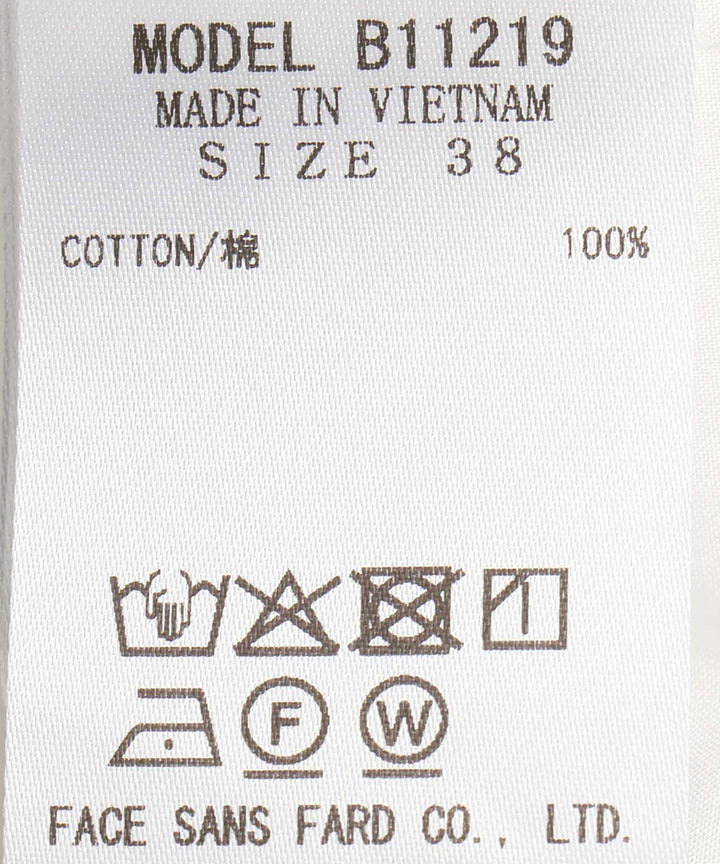 MODEL B11219
MADE IN VIETNAM
SIZE 38
COTTON/棉 100%
F W
FACE SANS FARD CO., LTD.